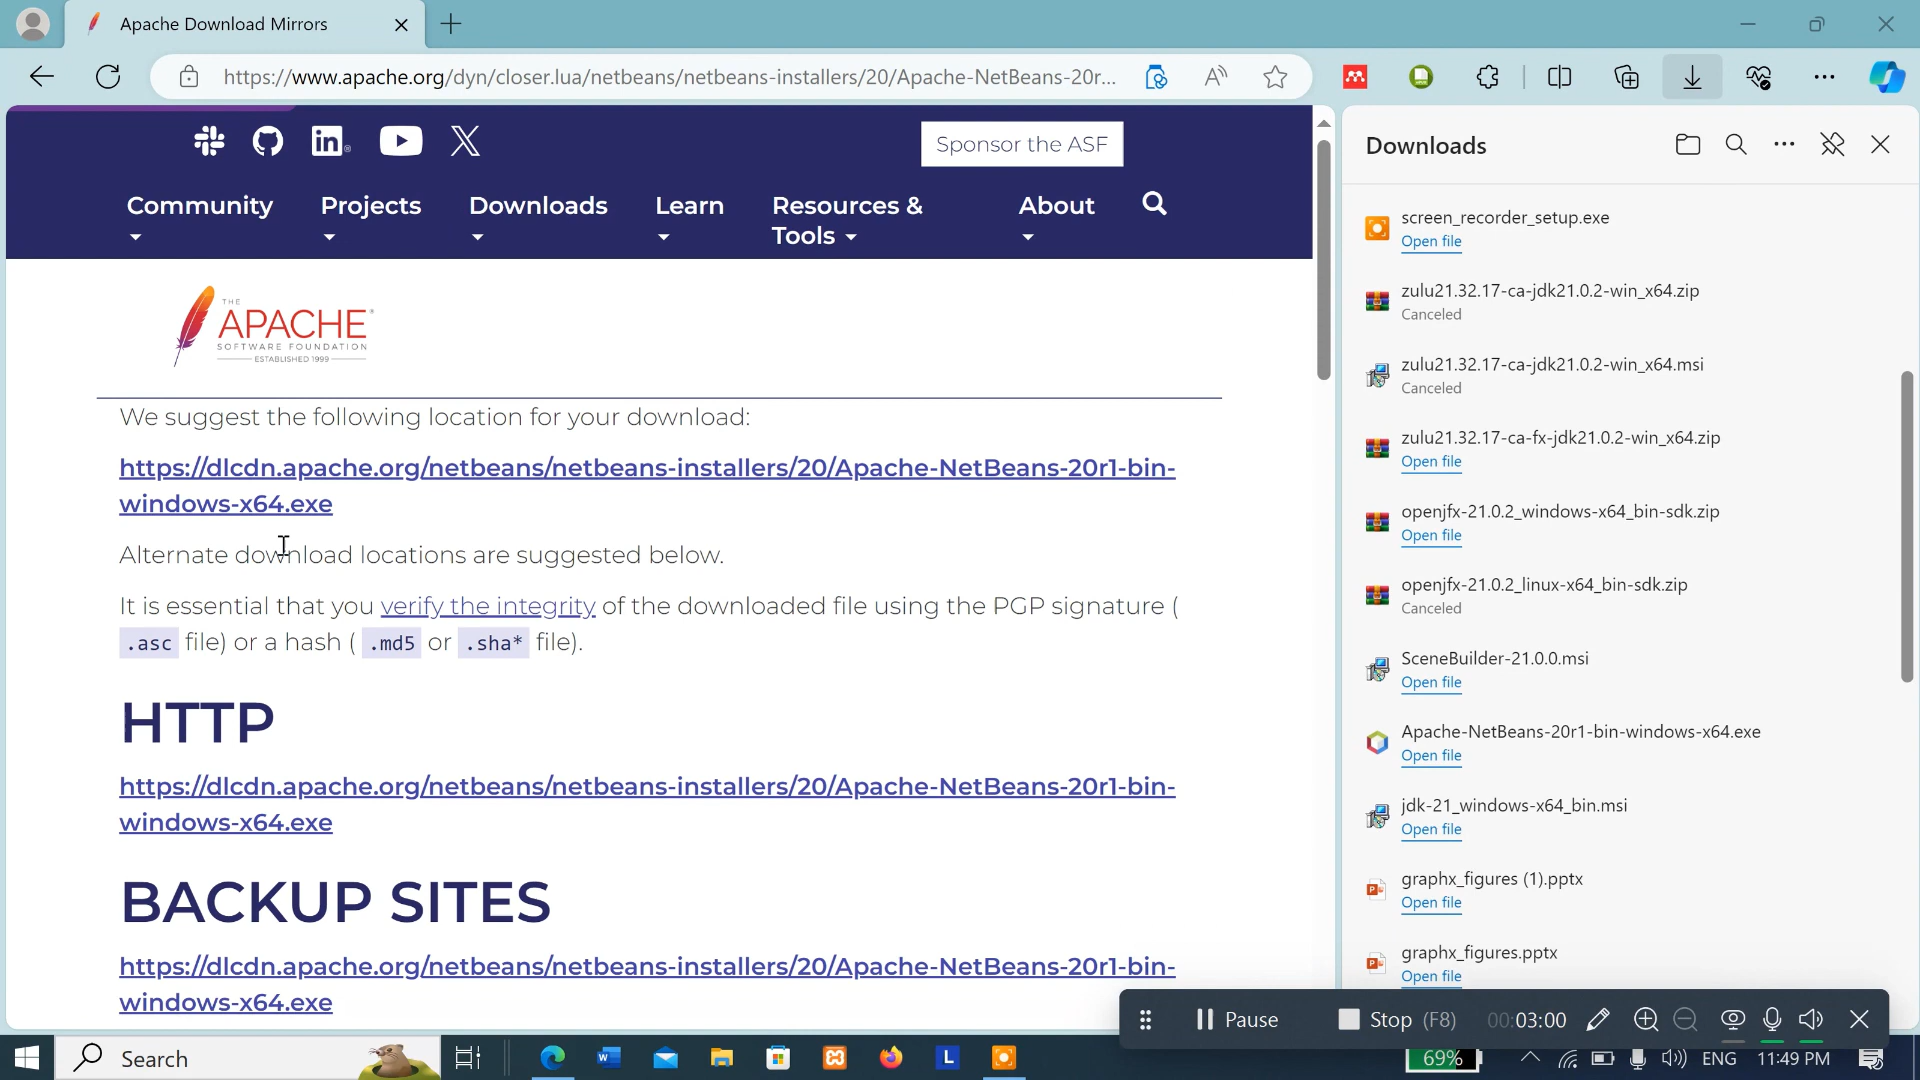 Apache Download Mirrors
https://www.apache.org/dyn/closer.lua/netbeans/netbeans-installers/20/Apache-NetBeans-20r...
Sponsor the ASF
Community
Projects
Downloads
Learn
Resources &
Tools
About
THE
APACHE
SOFTWARE FOUNDATION
ESTABLISHED 1999
We suggest the following location for your download:
https://dlcdn.apache.org/netbeans/netbeans-installers/20/Apache-NetBeans-20r1-bin-
windows-x64.exe
Alternate download locations are suggested below.
It is essential that you verify the integrity of the downloaded file using the PGP signature (
.asc file) or a hash ( .md5 or .sha* file).
HTTP
https://dlcdn.apache.org/netbeans/netbeans-installers/20/Apache-NetBeans-20r1-bin-
windows-x64.exe
BACKUP SITES
https://dlcdn.apache.org/netbeans/netbeans-installers/20/Apache-NetBeans-20r1-bin-
windows-x64.exe
Downloads
screen_recorder_setup.exe
Open file
zulu21.32.17-ca-jdk21.0.2-win_x64.zip
Canceled
zulu21.32.17-ca-jdk21.0.2-win_x64.msi
Canceled
zulu21.32.17-ca-fx-jdk21.0.2-win_x64.zip
Open file
openjfx-21.0.2_windows-x64_bin-sdk.zip
Open file
openjfx-21.0.2_linux-x64_bin-sdk.zip
Canceled
SceneBuilder-21.0.0.msi
Open file
Apache-NetBeans-20r1-bin-windows-x64.exe
Open file
jdk-21_windows-x64_bin.msi
Open file
graphx_figures (1).pptx
Open file
graphx_figures.pptx
Open file
Pause
Stop (F8)
00:03:00
Search
69%
ENG
11:49 PM